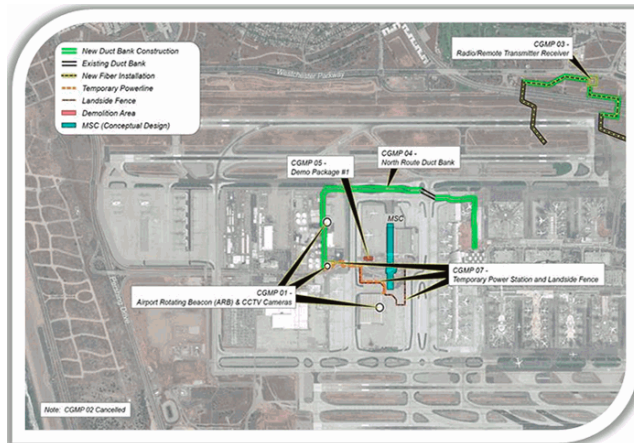 New Duct Bank Construction
Existing Duct Bank
New Fiber Installation
Temporary Powerline
Landside Fence
Demolition Area
MSC (Conceptual Design)
Westchester Parkway
CGMP 03 -
Radio/Remote Transmitter
Receiver
CGMP 05 -
Demo Package #1
CGMP 04 -
North Route Duct Bank
MSC
CGMP 07 -
Temporary Power Station and Landside Fence
CGMP 01 -
Airport Rotating Beacon (ARB) & CCTV Cameras
Pershing Drive
Note: CGMP 02 Cancelled